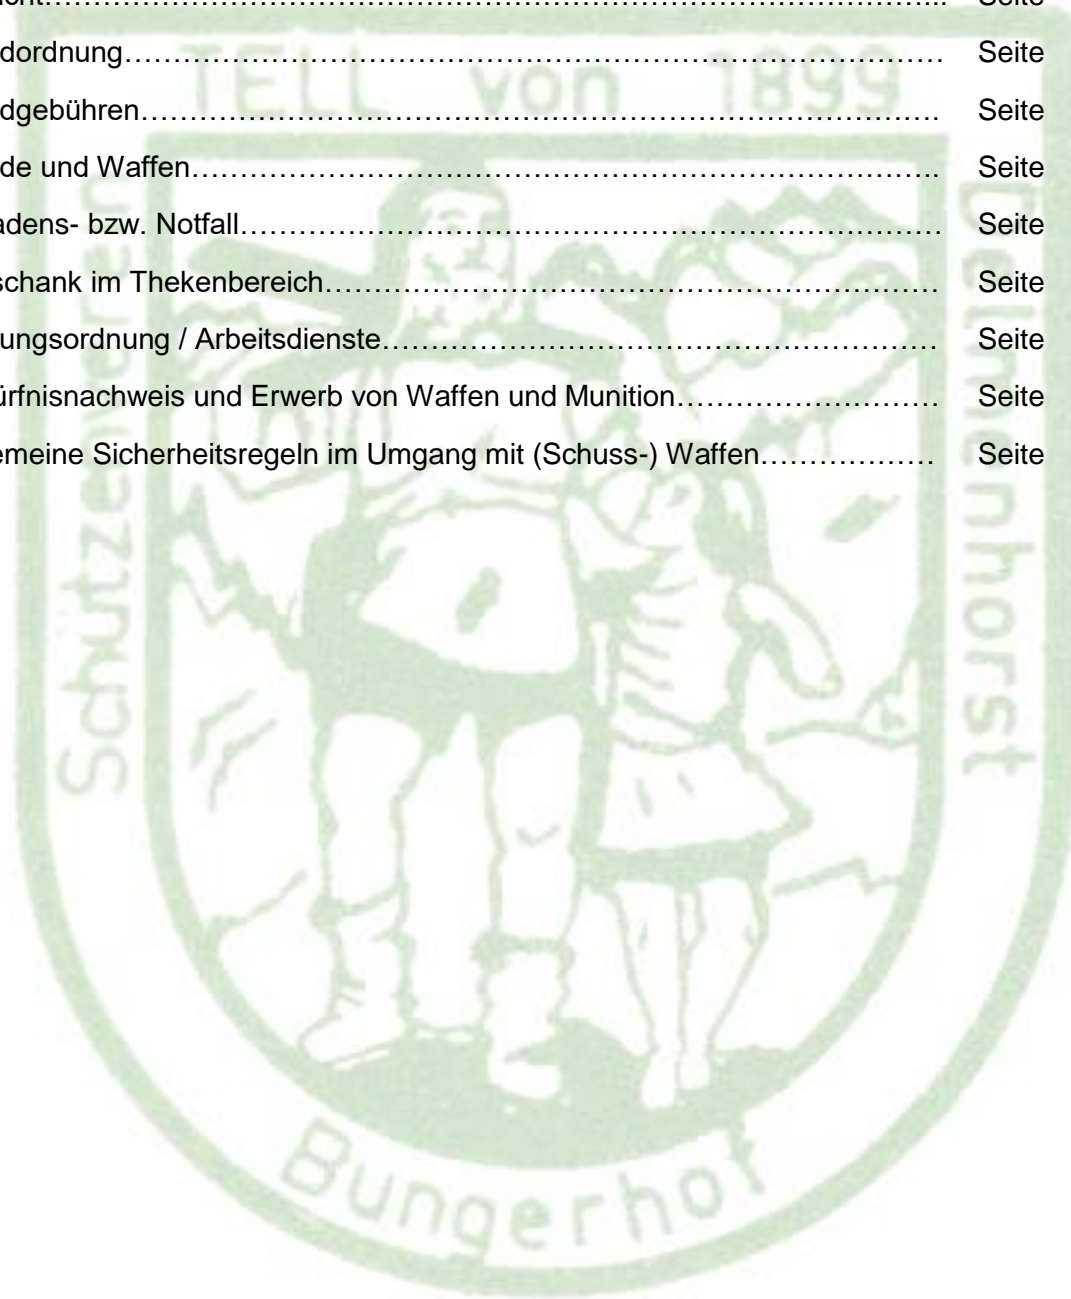 icht………………………………………………………………………………... Seite
dordnung………………………………………………………………………… Seite
dgebühren………………………………………………………………………. Seite
de und Waffen………………………………………………………………….. Seite
adens- bzw. Notfall……………………………………………………………… Seite
schank im Thekenbereich……………………………………………………… Seite
ungsordnung / Arbeitsdienste………………………………………………… Seite
ürfnisnachweis und Erwerb von Waffen und Munition……………………… Seite
emeine Sicherheitsregeln im Umgang mit (Schuss-) Waffen……………… Seite
TELL von 1899
Schützenverein
Delmenhorst
Bungerhof